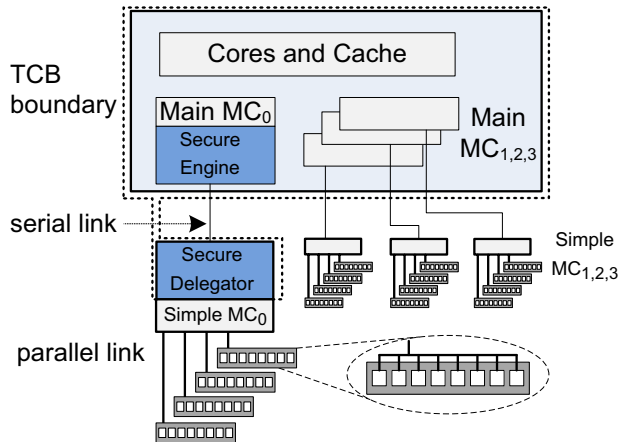 TCB
boundary
Cores and Cache
Main MC₀
Secure
Engine
Main
MC₁,₂,₃
serial link
Secure
Delegator
Simple MC₀
Simple
MC₁,₂,₃
parallel link